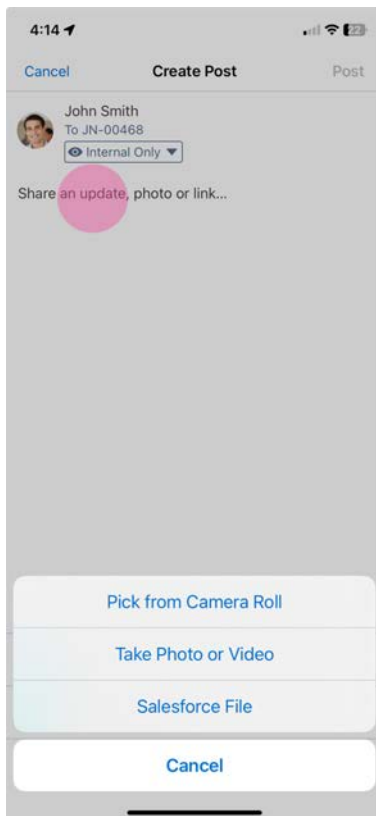 4:14
22
Cancel
Create Post
Post
John Smith
To JN-00468
Internal Only
Share an update, photo or link...
Pick from Camera Roll
Take Photo or Video
Salesforce File
Cancel